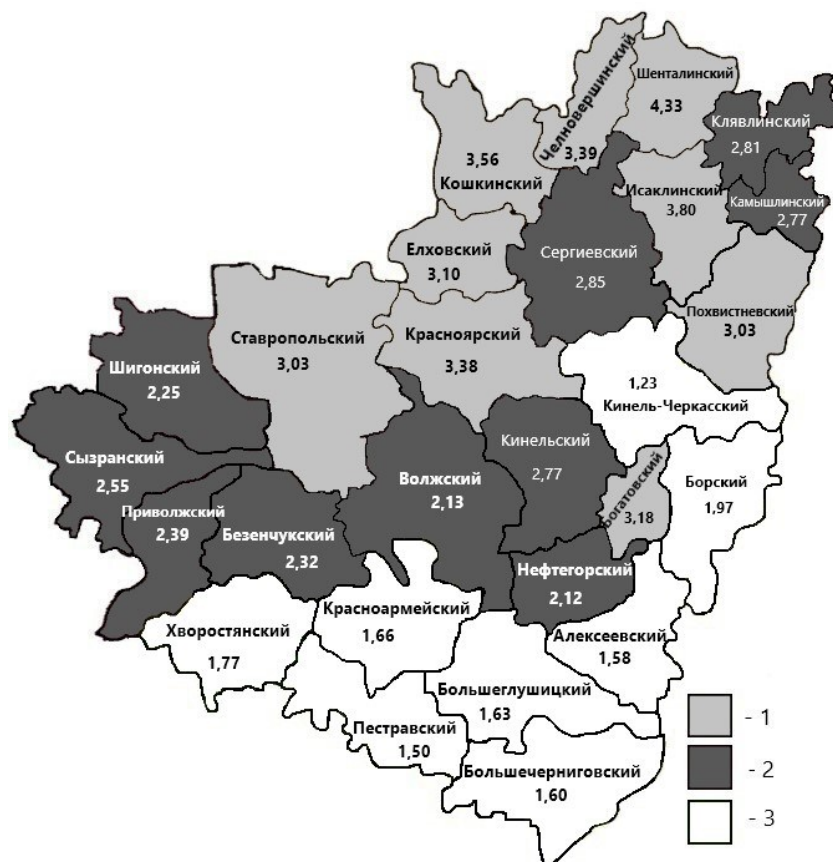 Челновершинский
3,39
Шенталинский
4,33
Клявлинский
2,81
3,56
Кошкинский
Исаклинский
3,80
Камышлинский
2,77
Елховский
3,10
Сергиевский
2,85
Похвистневский
3,03
Ставропольский
3,03
Красноярский
3,38
Шигонский
2,25
1,23
Кинель-Черкасский
Сызранский
2,55
Волжский
2,13
Кинельский
2,77
Богатовский
3,18
Борский
1,97
Приволжский
2,39
Безенчукский
2,32
Нефтегорский
2,12
Хворостянский
1,77
Красноармейский
1,66
Алексеевский
1,58
Большеглушицкий
1,63
Пестравский
1,50
Большечерниговский
1,60
- 1
- 2
- 3